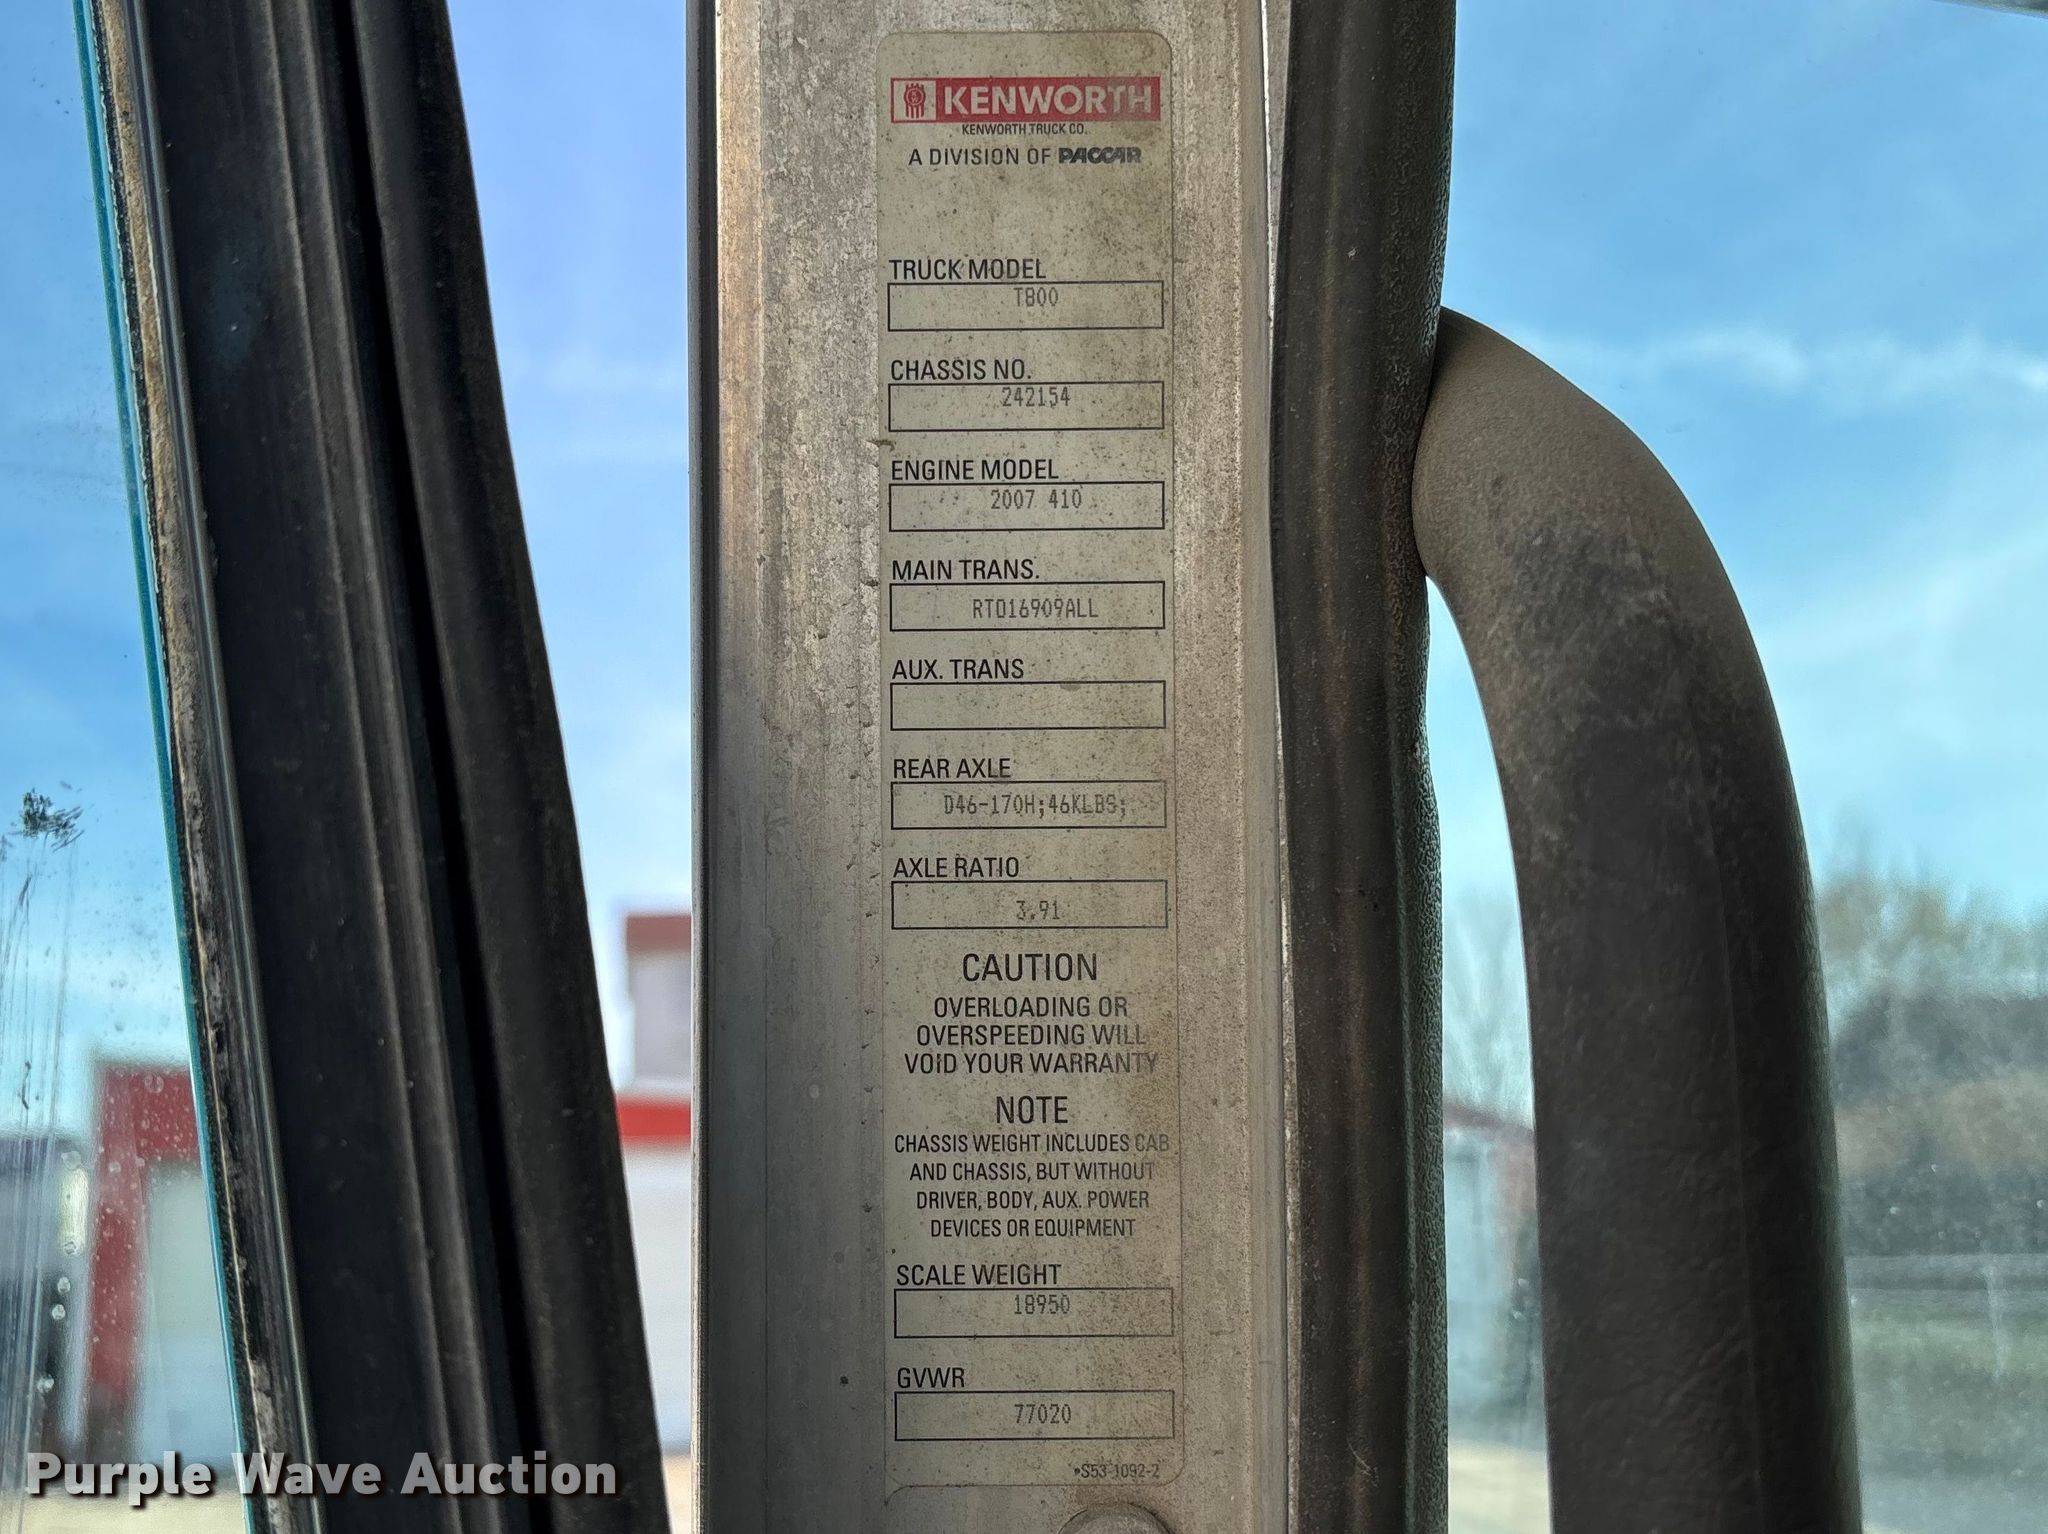 KENWORTH
KENWORTH TRUCK CO.
A DIVISION OF PACCAR
TRUCK MODEL
T800
CHASSIS NO.
242154
ENGINE MODEL
2007 410
MAIN TRANS.
RTO16909ALL
AUX. TRANS
REAR AXLE
D46-170H;46KLBS;
AXLE RATIO
3.91
CAUTION
OVERLOADING OR
OVERSPEEDING WILL
VOID YOUR WARRANTY
NOTE
CHASSIS WEIGHT INCLUDES CAB
AND CHASSIS, BUT WITHOUT
DRIVER, BODY, AUX. POWER
DEVICES OR EQUIPMENT
SCALE WEIGHT
18950
GVWR
77020
•S53 1092-2
Purple Wave Auction